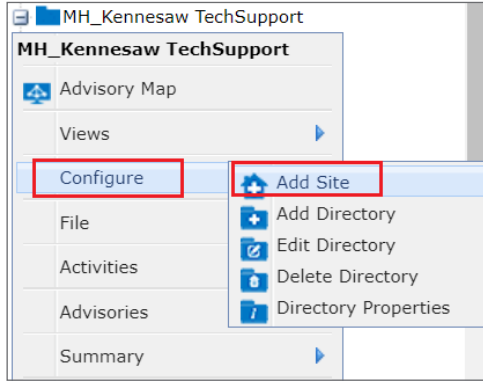 MH_Kennesaw TechSupport
MH_Kennesaw TechSupport
Advisory Map
Views
Configure
Add Site
Add Directory
File
Edit Directory
Activities
Delete Directory
Advisories
Directory Properties
Summary